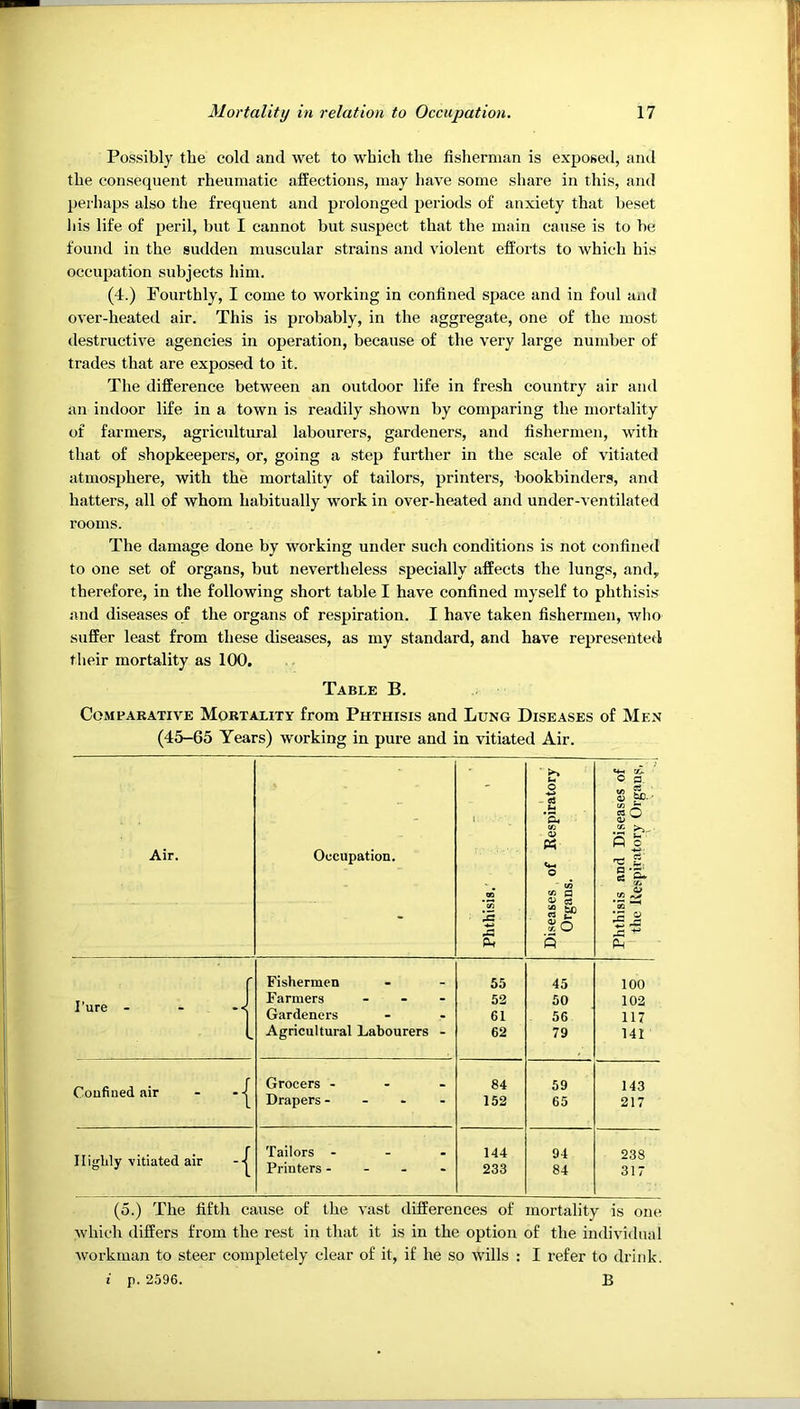 Mortality in relation to Occupation. 17
Possibly the cold and wet to which the fisherman is exposed, and
the consequent rheumatic affections, may have some share in this, and
perhaps also the frequent and prolonged periods of anxiety that beset
his life of peril, but I cannot but suspect that the main cause is to be
found in the sudden muscular strains and violent efforts to which his
occupation subjects him.
(4.) Fourthly, I come to working in confined space and in foul and
over-heated air. This is probably, in the aggregate, one of the most
destructive agencies in operation, because of the very large number of
trades that are exposed to it.
The difference between an outdoor life in fresh country air and
an indoor life in a town is readily shown by comparing the mortality
of farmers, agricultural labourers, gardeners, and fishermen, with
that of shopkeepers, or, going a step further in the scale of vitiated
atmosphere, with the mortality of tailors, printers, bookbinders, and
hatters, all of whom habitually work in over-heated and under-ventilated
rooms.
The damage done by working under such conditions is not confined
to one set of organs, but nevertheless specially affects the lungs, and,
therefore, in the following short table I have confined myself to phthisis
and diseases of the organs of respiration. I have taken fishermen, who
suffer least from these diseases, as my standard, and have represented
their mortality as 100.
TABLE B.
COMPARATIVE MORTALITY from PHTHISIS and LUNG DISEASES of MEN
(45–65 Years) working in pure and in vitiated Air.
Air. Occupation. Phthisis. Diseases of Respiratory Organs. Phthisis and Diseases of the Respiratory Organs.
Pure - - - { Fishermen - - 55 45 100
Farmers - - - 52 50 102
Gardeners - - 61 56 117
Agricultural Labourers - 62 79 141
Confined air - - { Grocers - - - 84 59 143
Drapers - - - - 152 65 217
Highly vitiated air - { Tailors - - - 144 94 238
Printers - - - - 233 84 317
(5.) The fifth cause of the vast differences of mortality is one
which differs from the rest in that it is in the option of the individual
workman to steer completely clear of it, if he so wills : I refer to drink.
i p. 2596. B